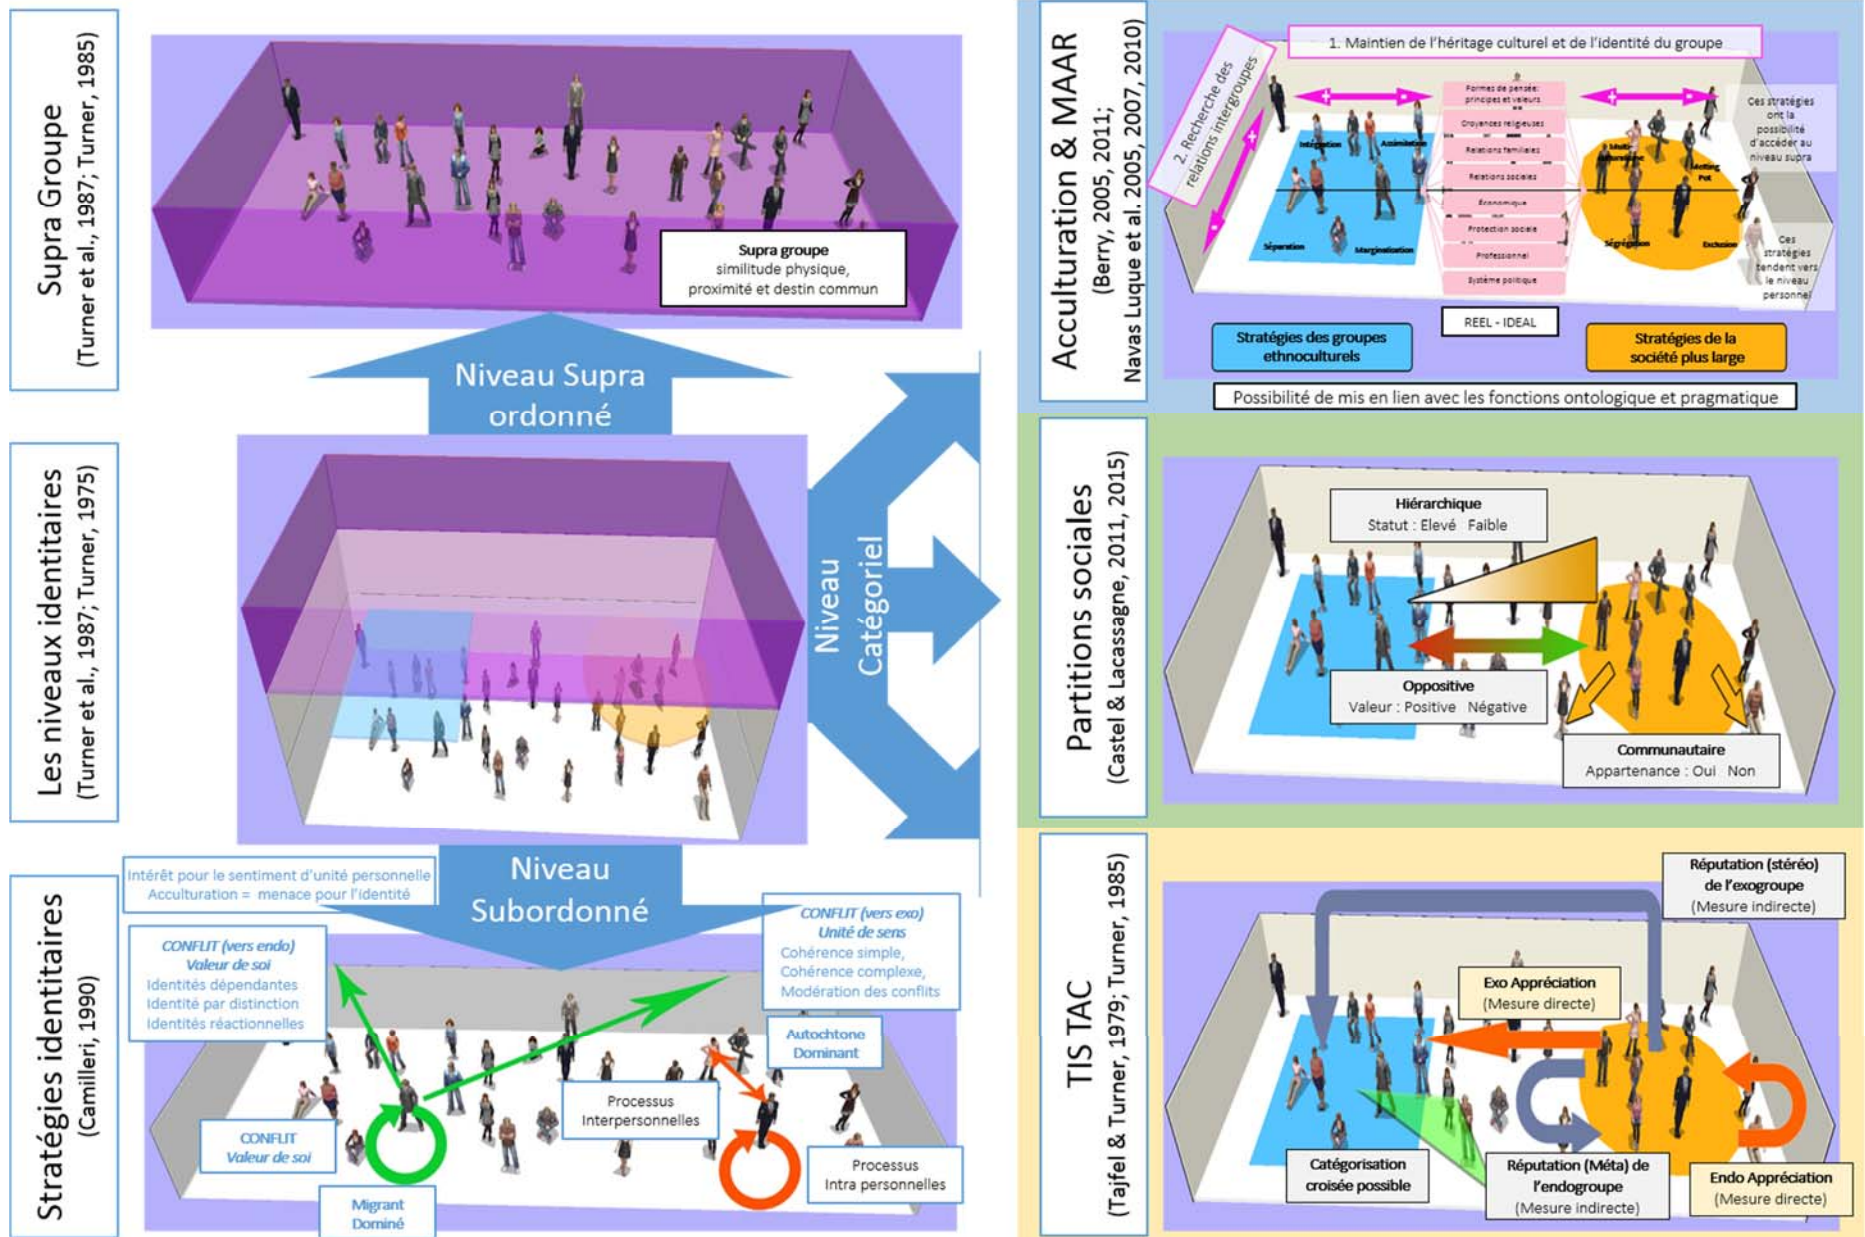 Supra Groupe
(Turner et al., 1987; Turner, 1985)
Supra groupe
similitude physique,
proximité et destin commun
Niveau Supra
ordonné
Les niveaux identitaires
(Turner et al., 1987; Turner, 1975)
Niveau
Catégoriel
Niveau
Subordonné
Stratégies identitaires
(Camilleri, 1990)
Intérêt pour le sentiment d'unité personnelle
Acculturation = menace pour l'identité
CONFLIT (vers endo)
Valeur de soi
Identités dépendantes
Identité par distinction
Identités réactionnelles
CONFLIT (vers exo)
Unité de sens
Cohérence simple,
Cohérence complexe,
Modération des conflits
Autochtone
Dominant
Processus
Interpersonnelles
CONFLIT
Valeur de soi
Migrant
Dominé
Processus
Intra personnelles
Acculturation & MAAR
(Berry, 2005, 2011;
Navas Luque et al. 2005, 2007, 2010)
1. Maintien de l'héritage culturel et de l'identité du groupe
2. Recherche des
relations intergroupes
+ -
+ -
+
-
Formes de pensée:
principes et valeurs
Croyances religieuses
Relations familiales
Relations sociales
Économique
Protection sociale
Professionnel
Système politique
Intégration
Assimilation
Séparation
Marginalisation
Melting
Pot
Ségrégation
Exclusion
Ces stratégies
ont la
possibilité
d'accéder au
niveau supra
Ces
stratégies
tendent vers
le niveau
personnel
REEL - IDEAL
Stratégies des groupes
ethnoculturels
Stratégies de la
société plus large
Possibilité de mis en lien avec les fonctions ontologique et pragmatique
Partitions sociales
(Castel & Lacassagne, 2011, 2015)
Hiérarchique
Statut : Elevé Faible
Oppositive
Valeur : Positive Négative
Communautaire
Appartenance : Oui Non
TIS TAC
(Tajfel & Turner, 1979; Turner, 1985)
Réputation (stéréo)
de l'exogroupe
(Mesure indirecte)
Exo Appréciation
(Mesure directe)
Catégorisation
croisée possible
Réputation (Méta) de
l'endogroupe
(Mesure indirecte)
Endo Appréciation
(Mesure directe)